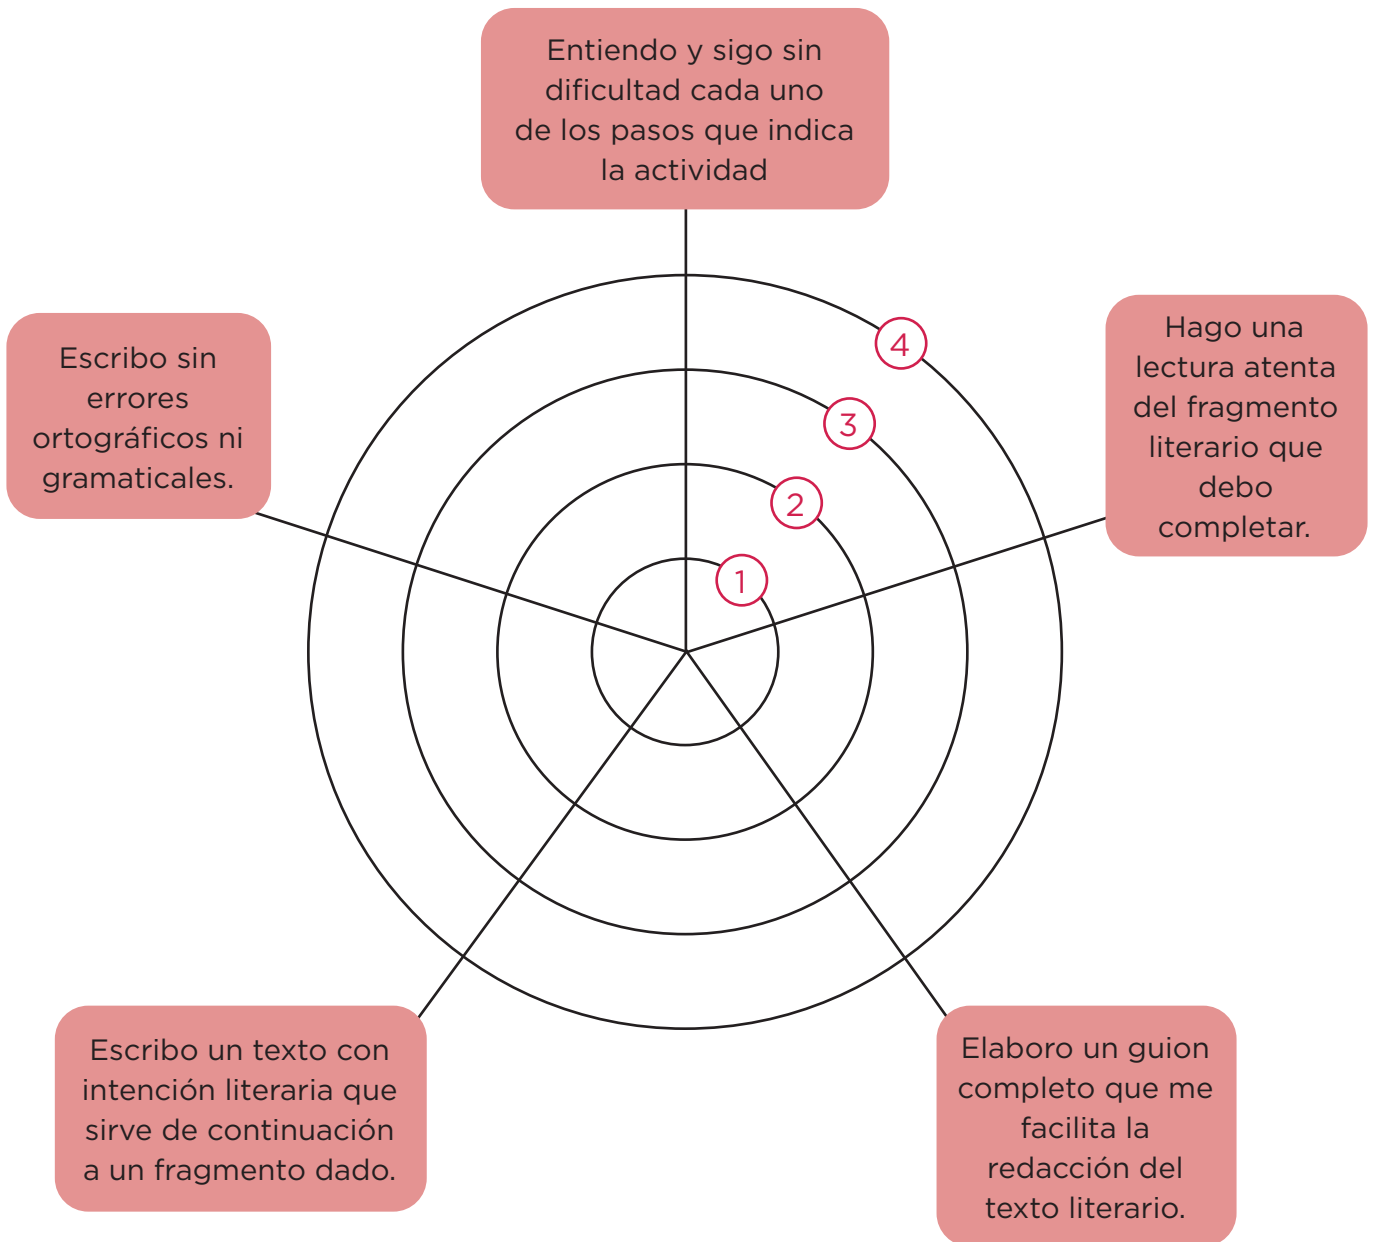 Entiendo y sigo sin
dificultad cada uno
de los pasos que indica
la actividad
Escribo sin
errores
ortográficos ni
gramaticales.
4
3
2
1
Hago una
lectura atenta
del fragmento
literario que
debo
completar.
Escribo un texto con
intención literaria que
sirve de continuación
a un fragmento dado.
Elaboro un guion
completo que me
facilita la
redacción del
texto literario.